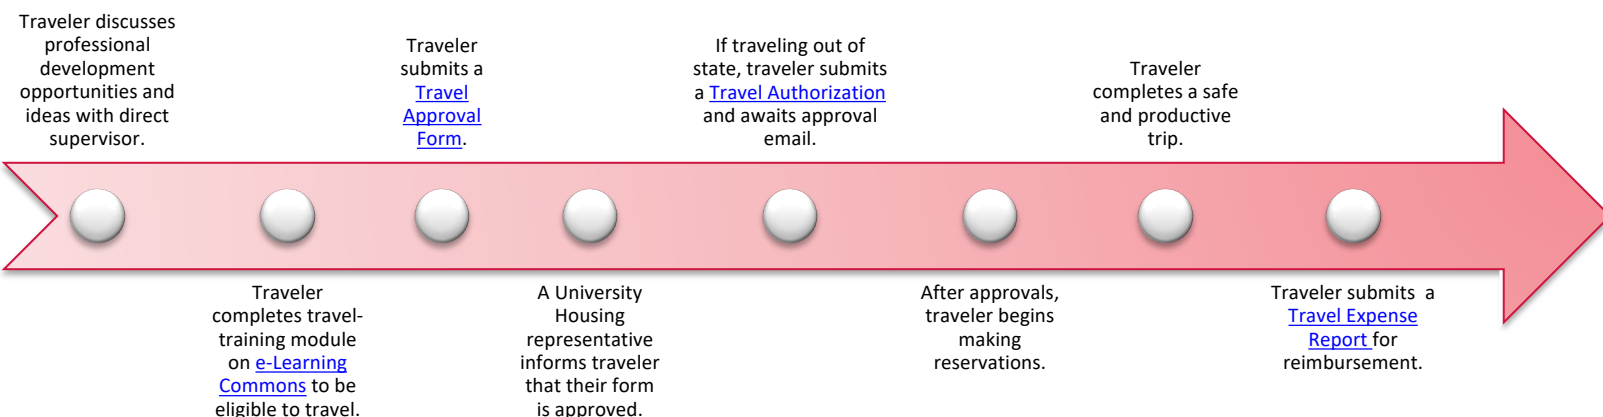 Traveler discusses
professional
development
opportunities and
ideas with direct
supervisor.
Traveler
completes travel-
training module
on e-Learning
Commons to be
eligible to travel.
Traveler
submits a
Travel
Approval
Form.
A University
Housing
representative
informs traveler
that their form
is approved.
If traveling out of
state, traveler submits
a Travel Authorization
and awaits approval
email.
After approvals,
traveler begins
making
reservations.
Traveler
completes a safe
and productive
trip.
Traveler submits  a
Travel Expense
Report for
reimbursement.